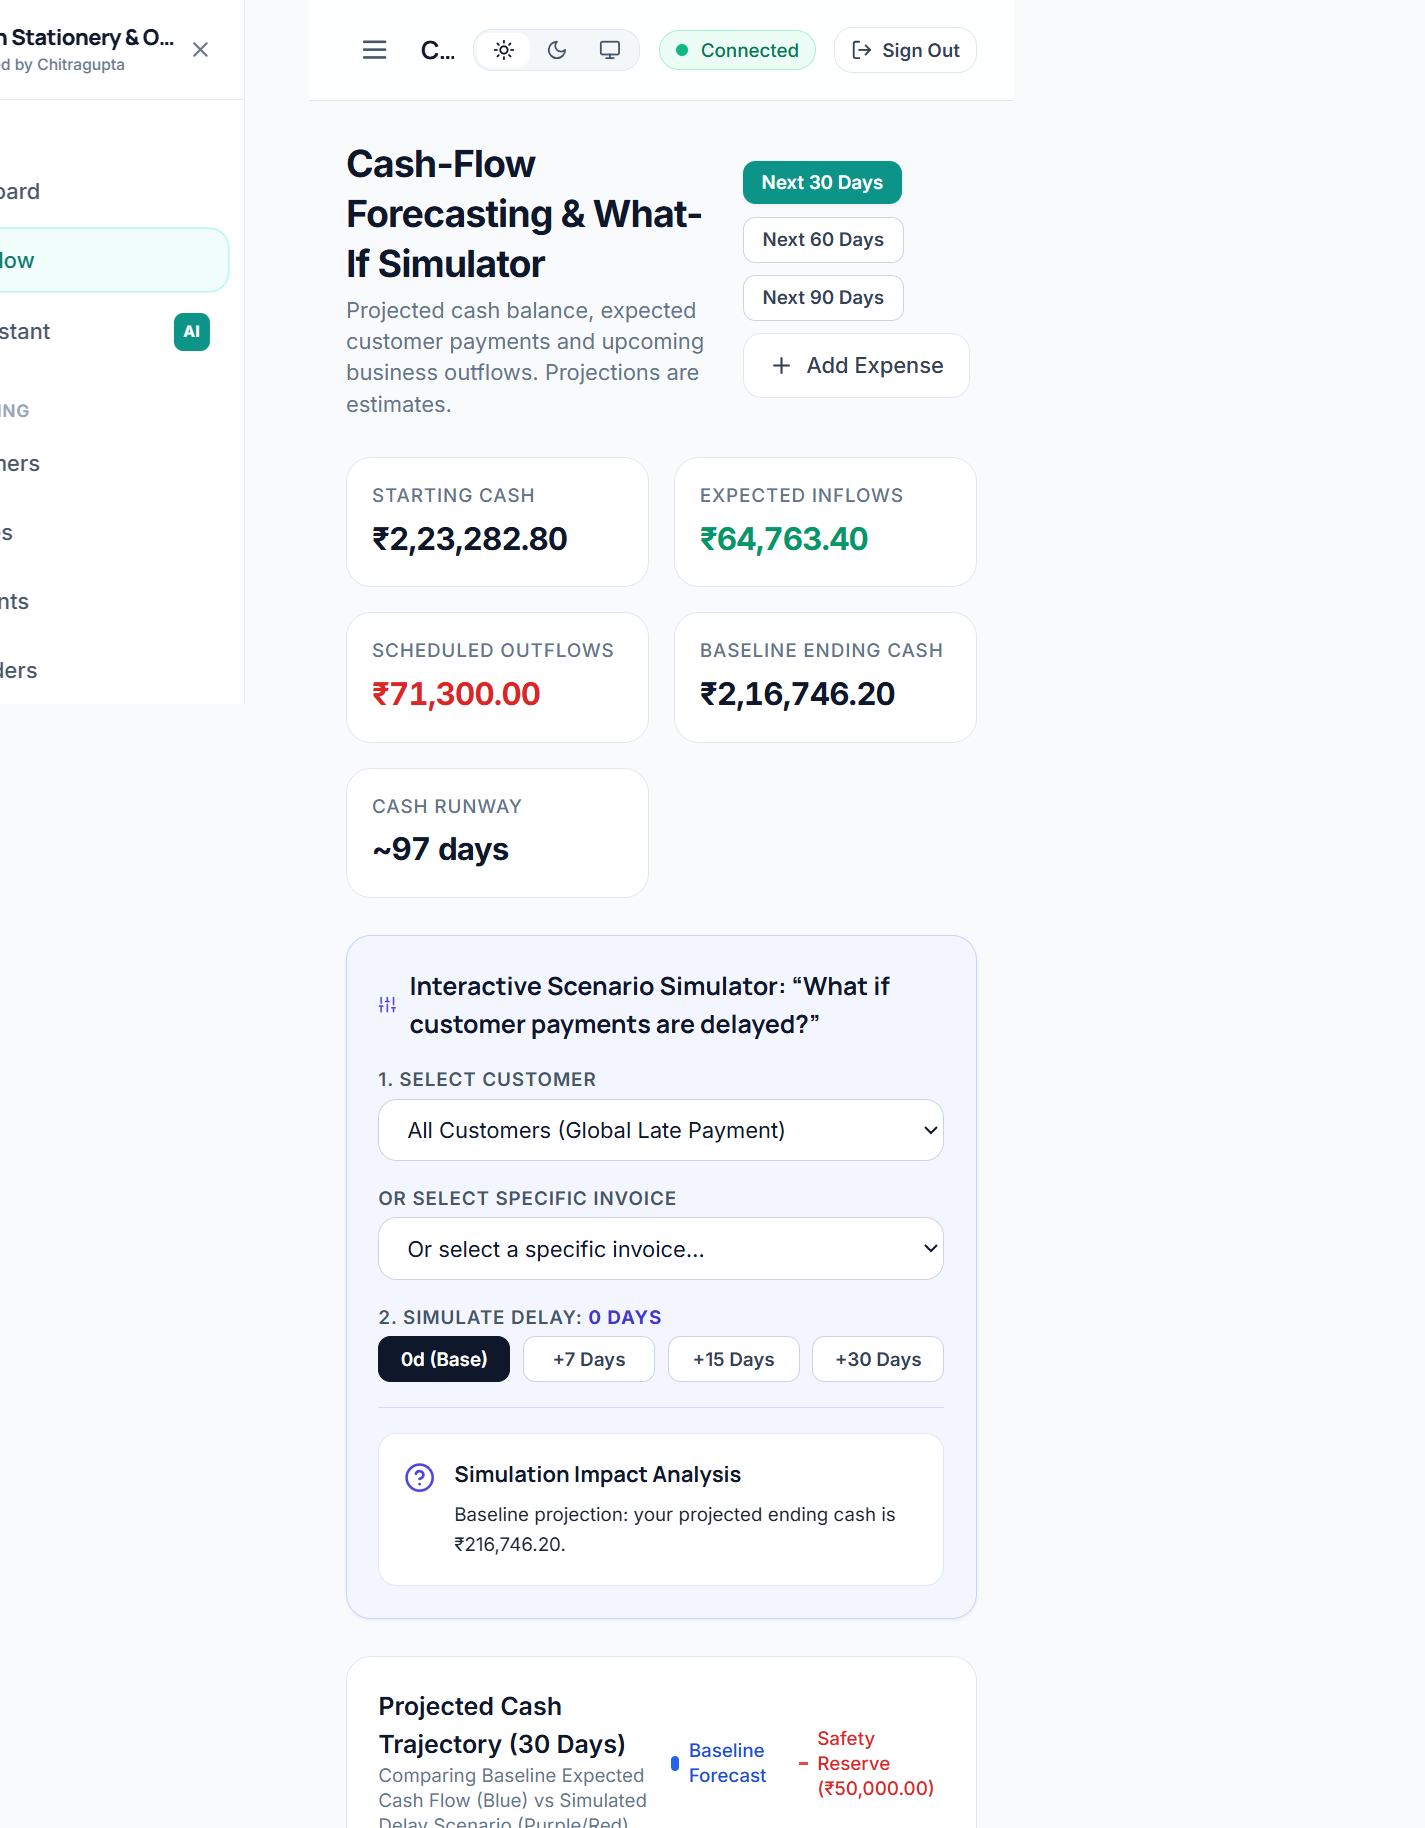 n Stationery & O...
d by Chitragupta
oard
low
stant
AI
ING
ners
s
nts
ders
C...
Connected
Sign Out
Cash-Flow
Forecasting & What-
If Simulator
Projected cash balance, expected
customer payments and upcoming
business outflows. Projections are
estimates.
Next 30 Days
Next 60 Days
Next 90 Days
Add Expense
STARTING CASH
₹2,23,282.80
EXPECTED INFLOWS
₹64,763.40
SCHEDULED OUTFLOWS
₹71,300.00
BASELINE ENDING CASH
₹2,16,746.20
CASH RUNWAY
~97 days
Interactive Scenario Simulator: “What if
customer payments are delayed?”
1. SELECT CUSTOMER
All Customers (Global Late Payment)
OR SELECT SPECIFIC INVOICE
Or select a specific invoice...
2. SIMULATE DELAY: 0 DAYS
0d (Base)
+7 Days
+15 Days
+30 Days
Simulation Impact Analysis
Baseline projection: your projected ending cash is
₹216,746.20.
Projected Cash
Trajectory (30 Days)
Comparing Baseline Expected
Cash Flow (Blue) vs Simulated
Delay Scenario (Purple/Red)
Baseline
Forecast
Safety
Reserve
(₹50,000.00)